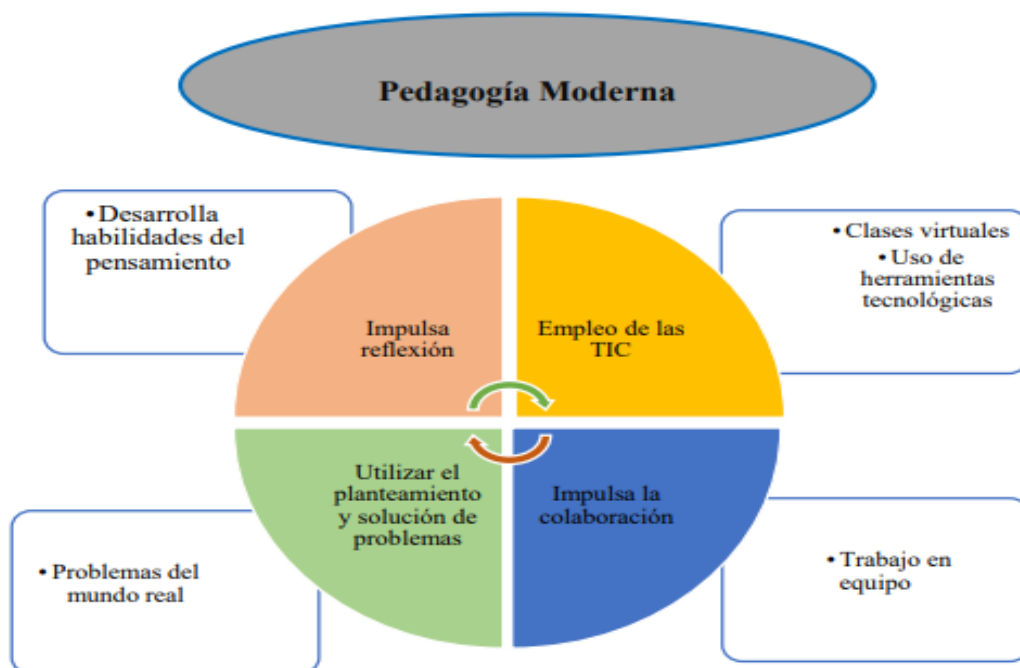 Pedagogía Moderna
•Desarrolla
habilidades del
pensamiento
•Clases virtuales
•Uso de
herramientas
tecnológicas
Impulsa
reflexión
Empleo de las
TIC
Utilizar el
planteamiento
y solución de
problemas
Impulsa la
colaboración
•Problemas del
mundo real
•Trabajo en
equipo